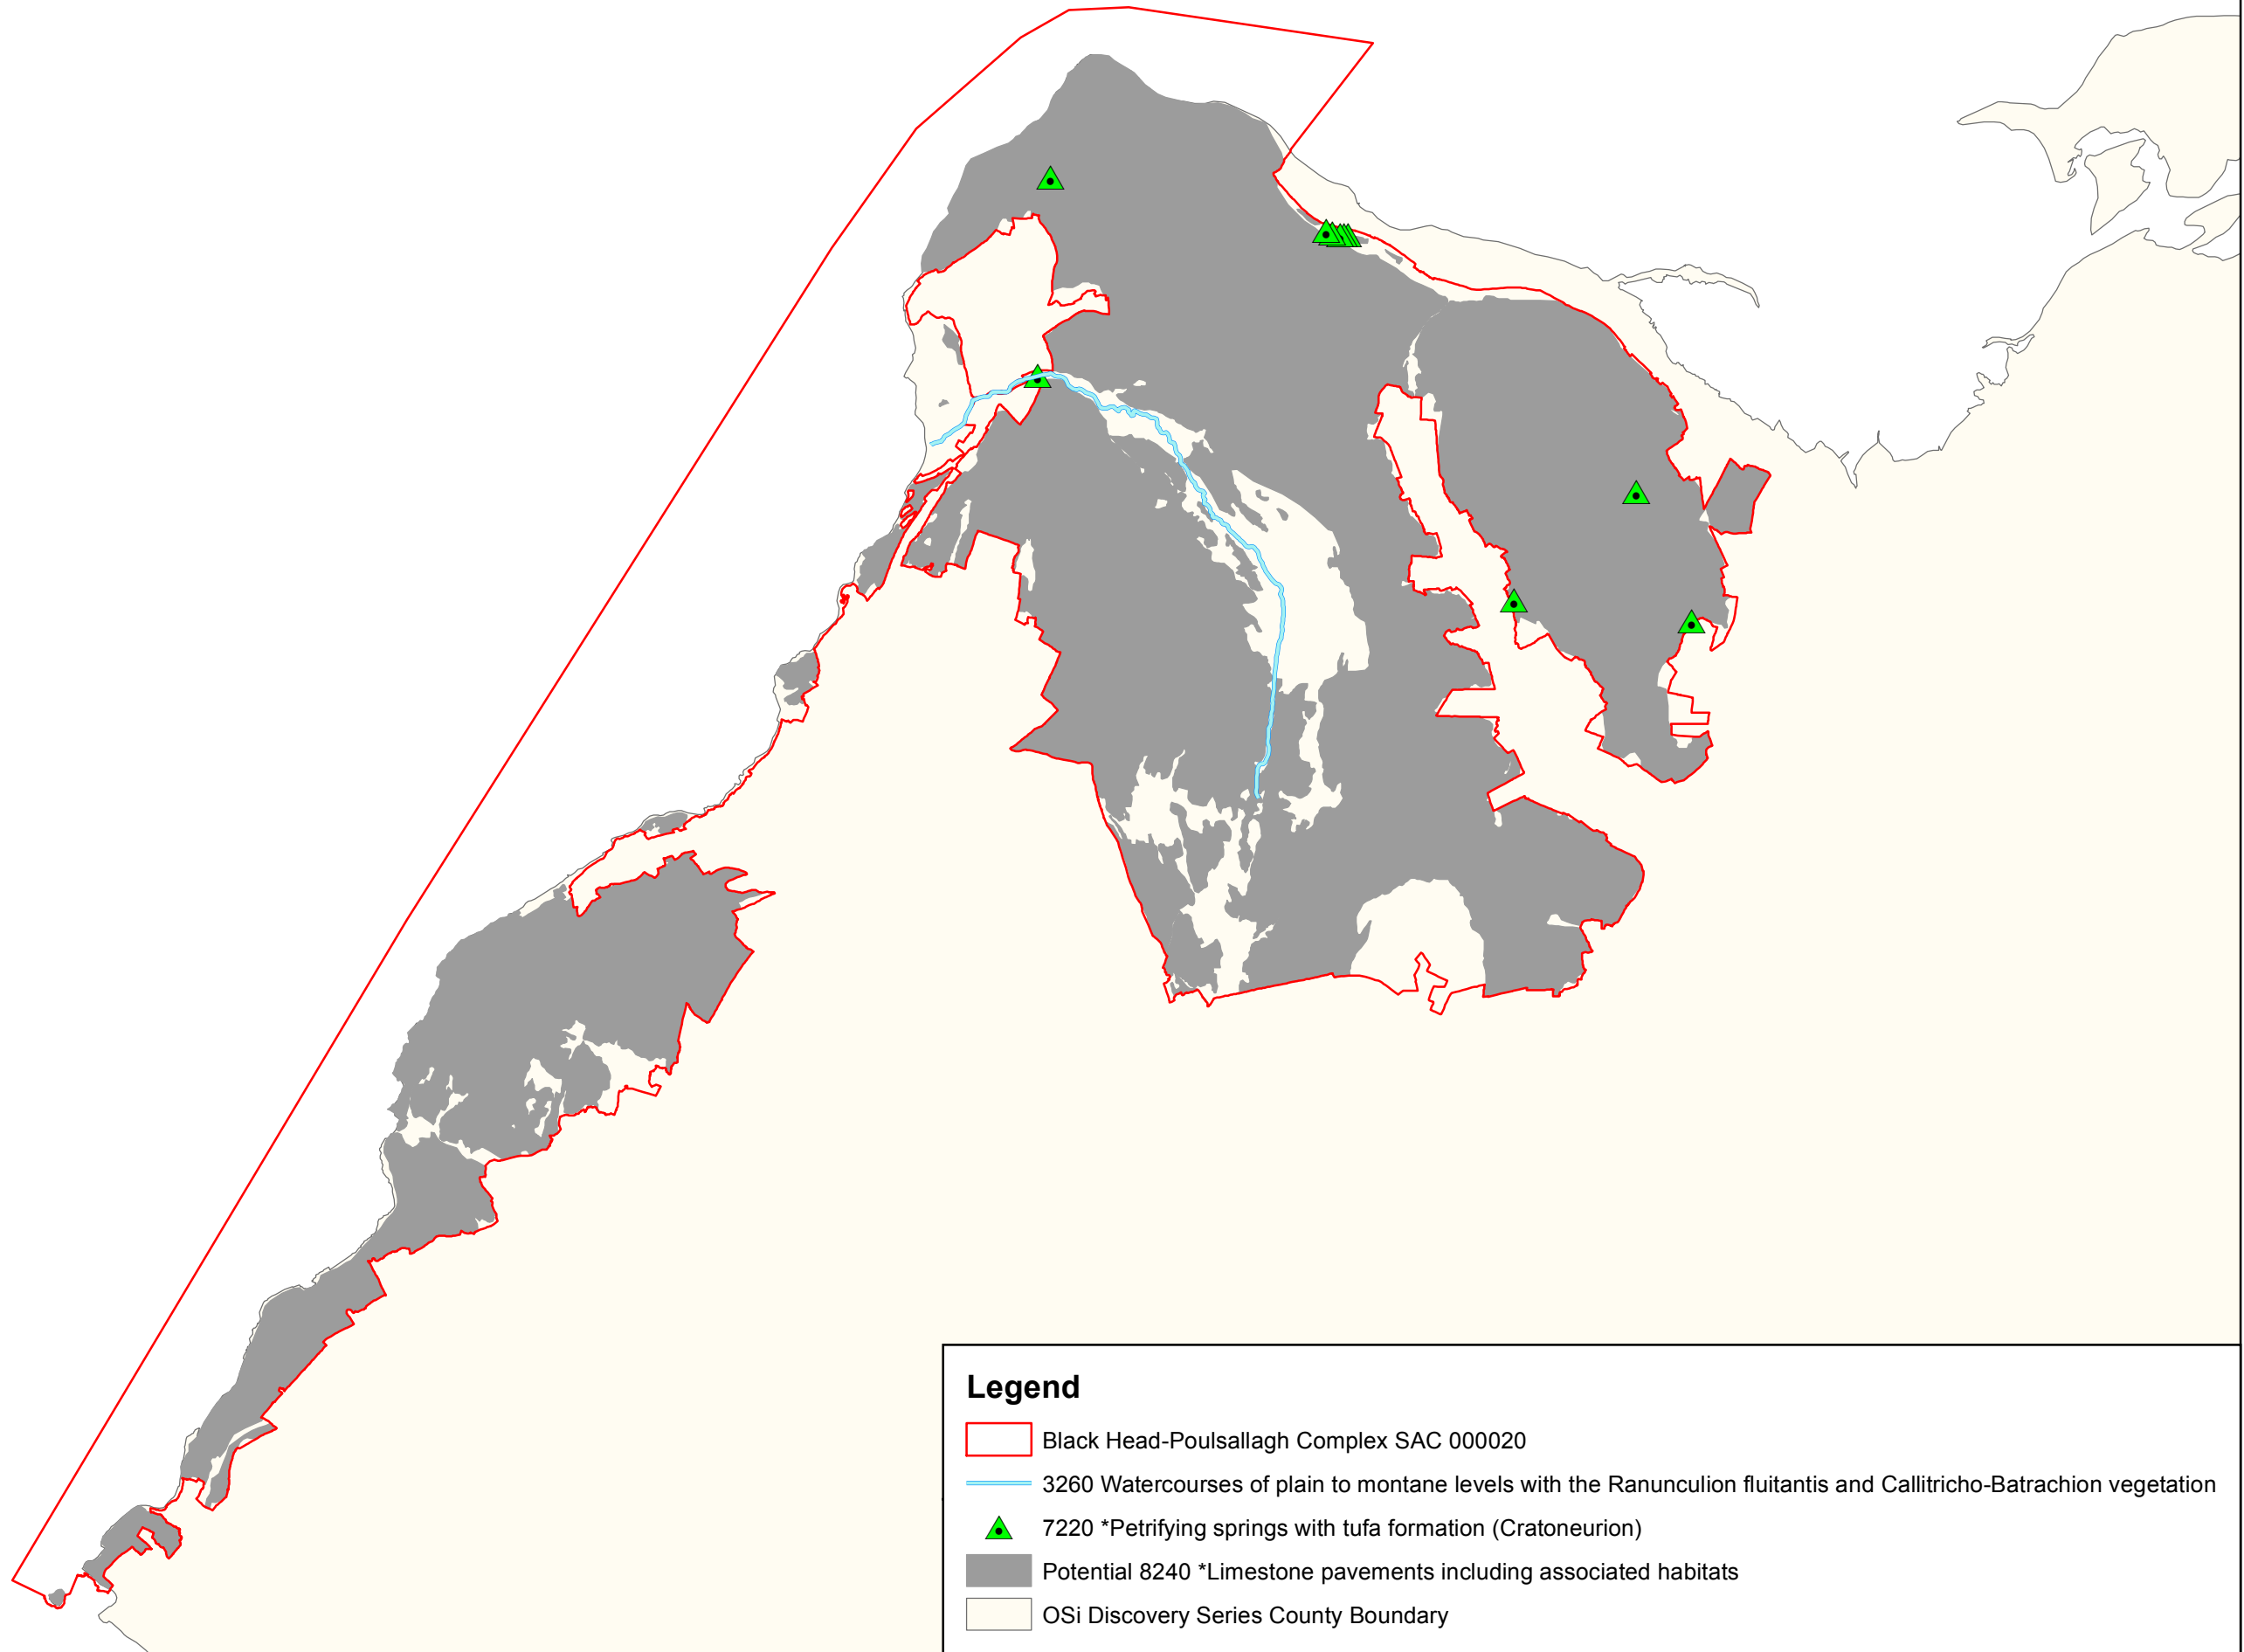 Legend
Black Head-Poulsallagh Complex SAC 000020
3260 Watercourses of plain to montane levels with the Ranunculion fluitantis and Callitricho-Batrachion vegetation
7220 *Petrifying springs with tufa formation (Cratoneurion)
Potential 8240 *Limestone pavements including associated habitats
OSi Discovery Series County Boundary